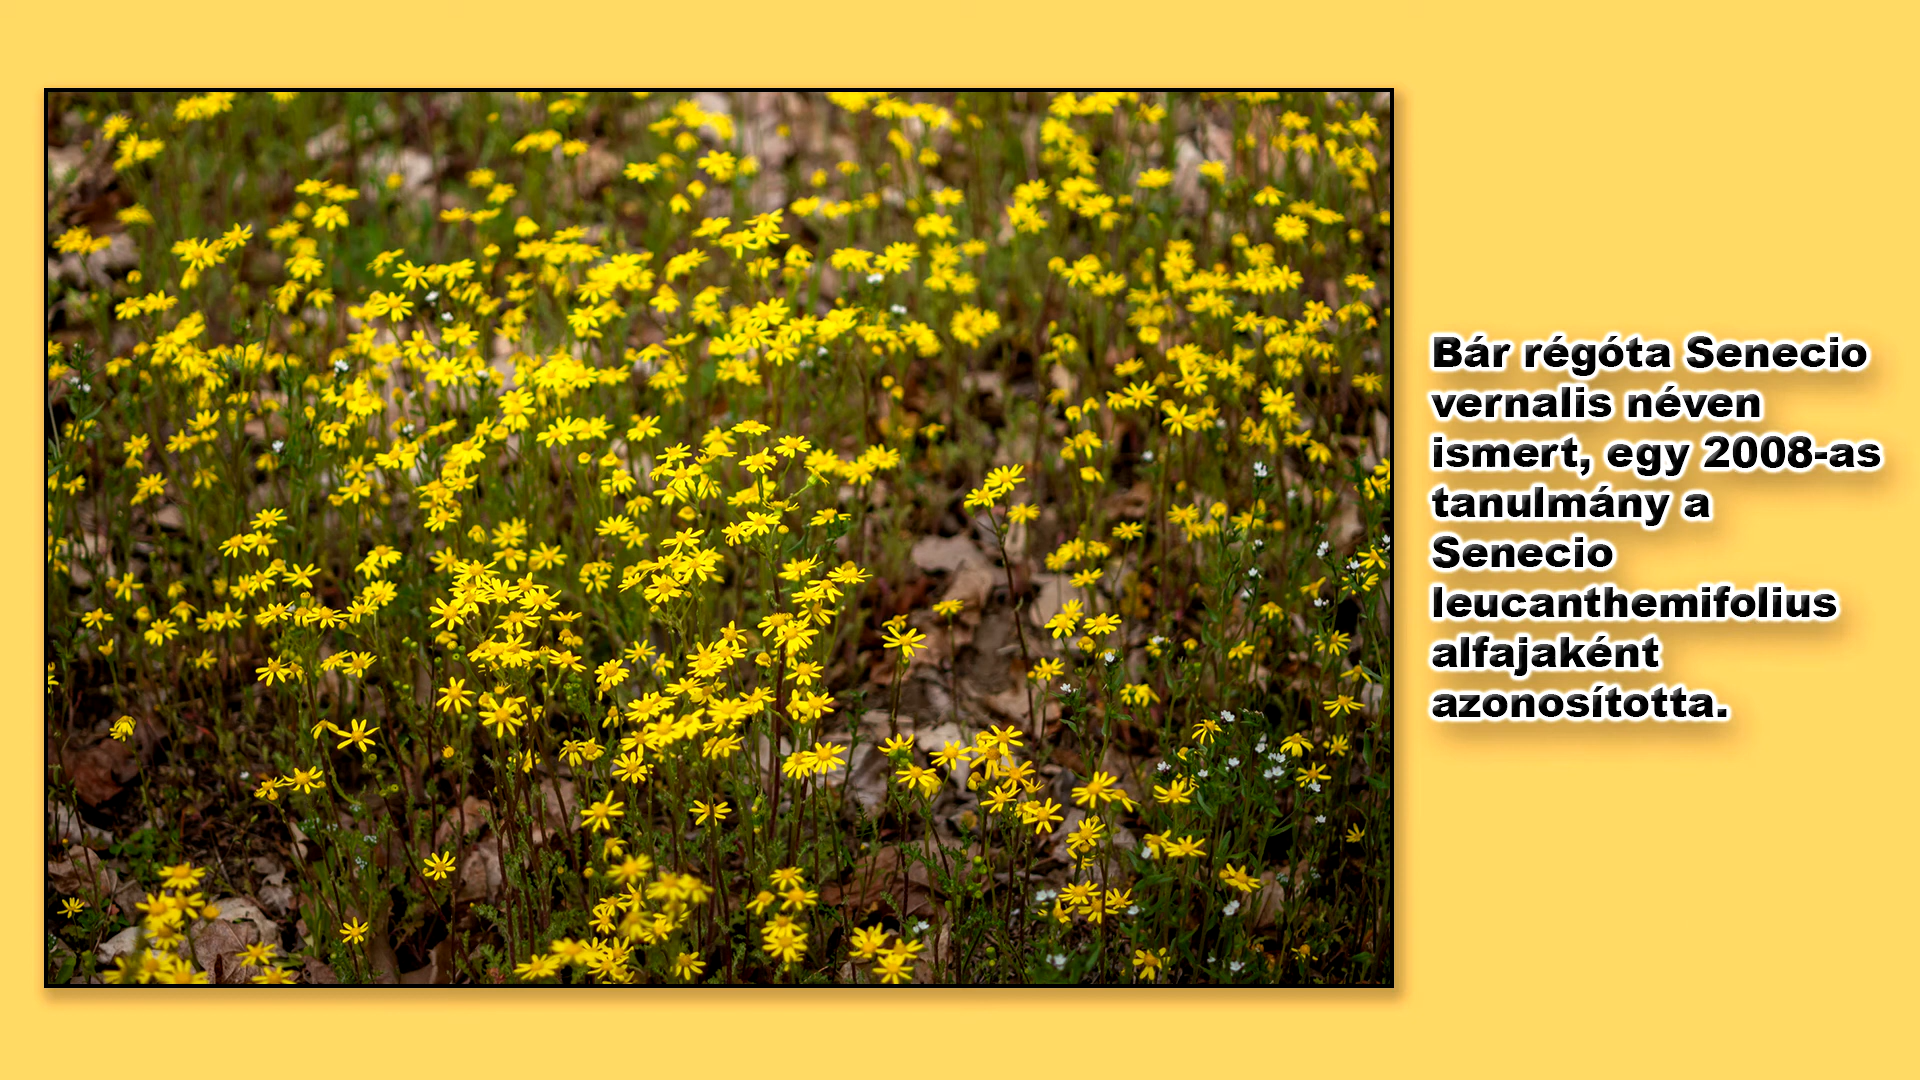 Bár régóta Senecio
vernalis néven
ismert, egy 2008-as
tanulmány a
Senecio
leucanthemifolius
alfajaként
azonosította.